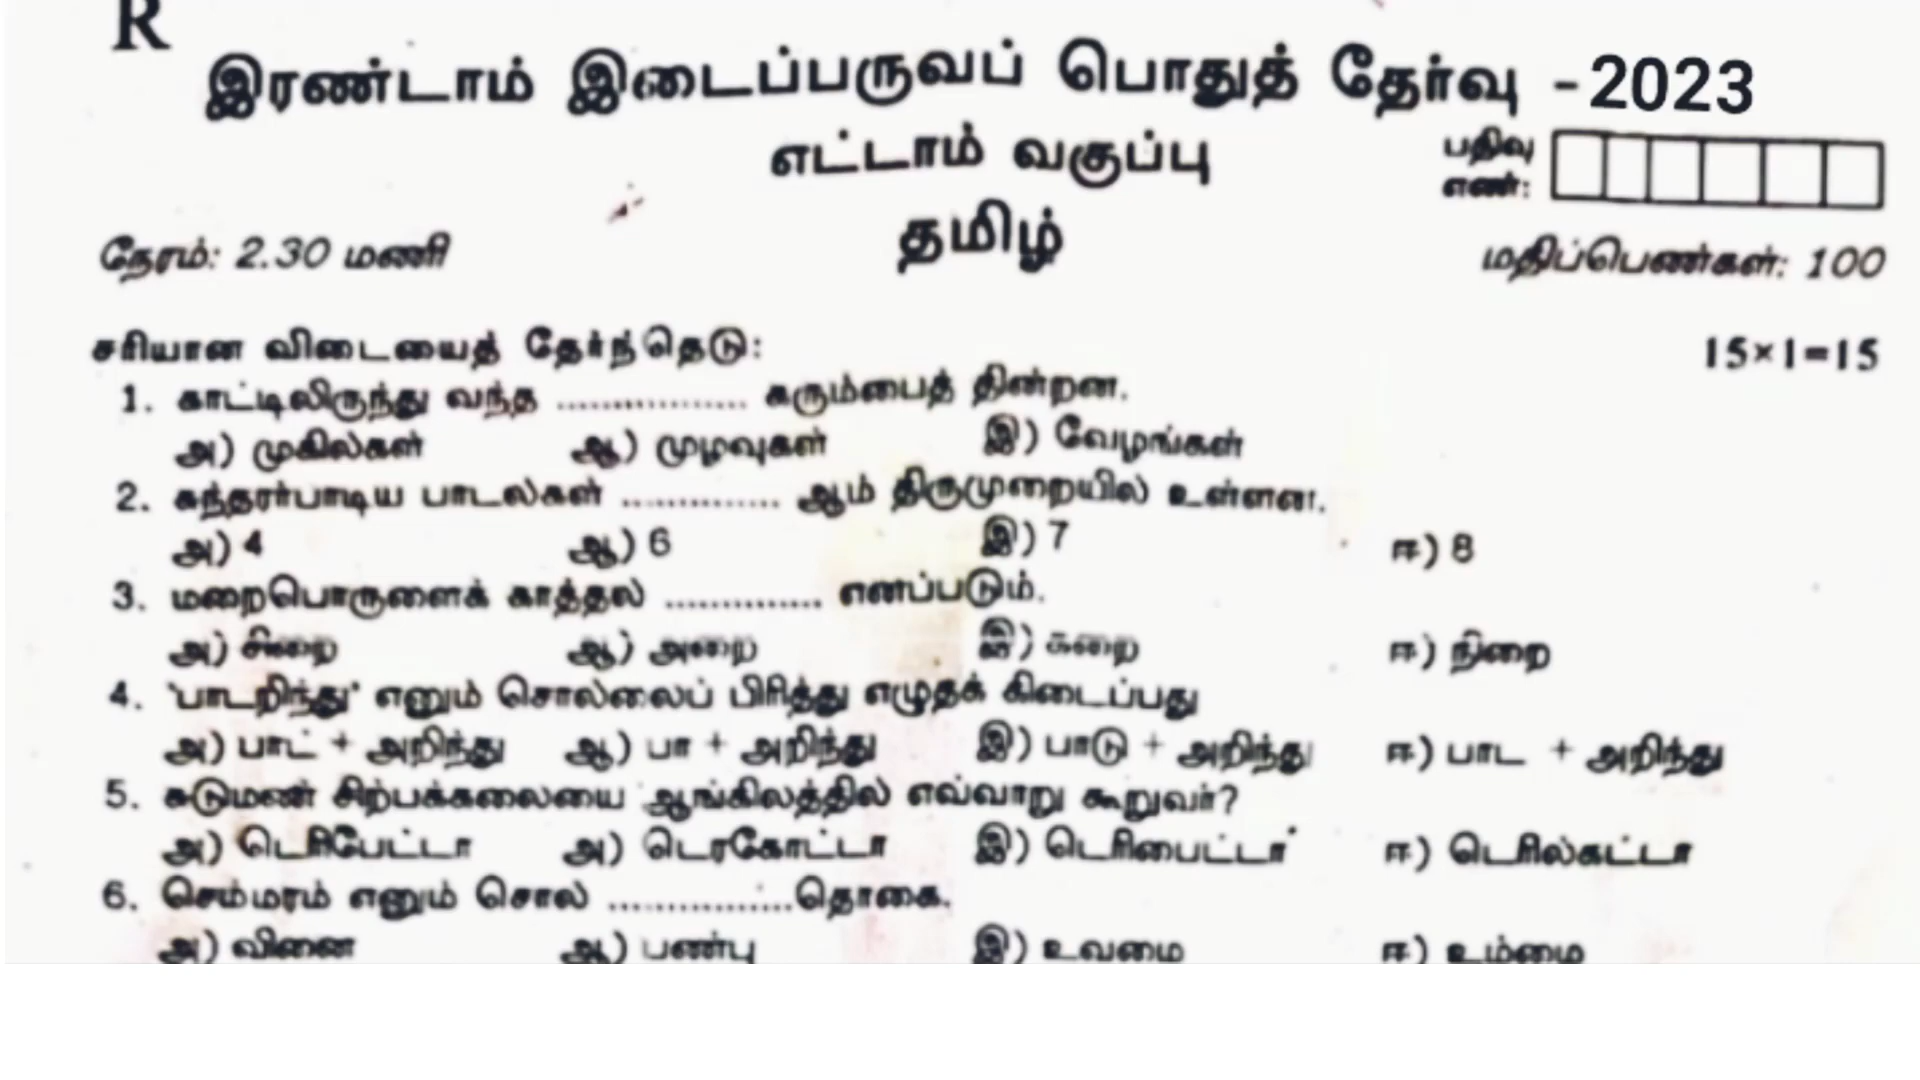 R
இரண்டாம் இடைப்பருவப் பொதுத் தேர்வு - 2023
எட்டாம் வகுப்பு
பதிவு எண்:
தமிழ்
நேரம்: 2.30 மணி
மதிப்பெண்கள்: 100
சரியான விடையைத் தேர்ந்தெடு: 15×1=15
1. காட்டிலிருந்து வந்த ................. கரும்பைத் தின்றன.
அ) முகில்கள் ஆ) முழவுகள் இ) வேழங்கள்
2. சுந்தரர்பாடிய பாடல்கள் .............. ஆம் திருமுறையில் உள்ளன.
அ) 4 ஆ) 6 இ) 7 ஈ) 8
3. மறைபொருளைக் காத்தல் .............. எனப்படும்.
அ) சிறை ஆ) அறை இ) கறை ஈ) நிறை
4. 'பாடறிந்து' எனும் சொல்லைப் பிரித்து எழுதக் கிடைப்பது
அ) பாட் + அறிந்து ஆ) பா + அறிந்து இ) பாடு + அறிந்து ஈ) பாட + அறிந்து
5. சுடுமண் சிற்பக்கலையை ஆங்கிலத்தில் எவ்வாறு கூறுவர்?
அ) டெரிபேட்டா அ) டெரகோட்டா இ) டெரிபைட்டா ஈ) டெரில்கட்டா
6. செம்மரம் எனும் சொல் ................தொகை.
அ) வினை ஆ) பண்பு இ) உவமை ஈ) உம்மை